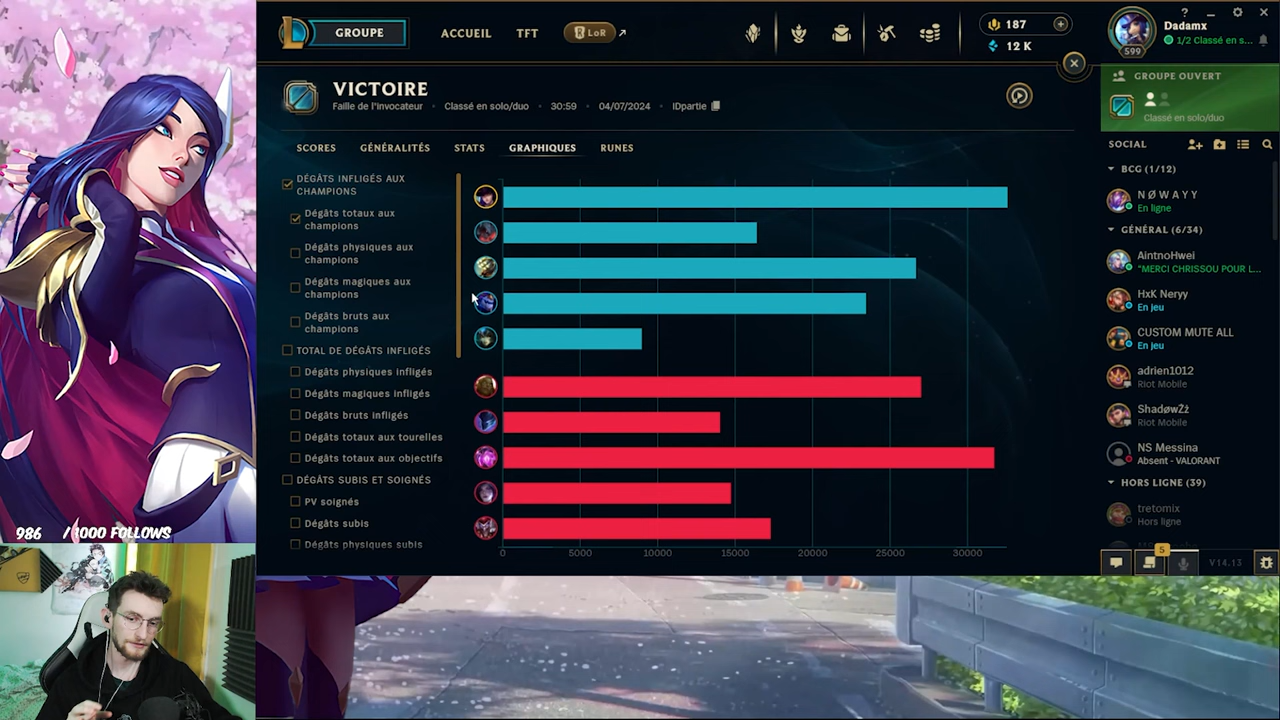 GROUPE
ACCUEIL
TFT
LoR
187
12 K
599
Dadamx
1/2 Classé en s...
VICTOIRE
Faille de l'Invocateur • Classé en solo/duo • 30:59 • 04/07/2024 • IDpartie
GROUPE OUVERT
Classé en solo/duo
SCORES
GÉNÉRALITÉS
STATS
GRAPHIQUES
RUNES
DÉGÂTS INFLIGÉS AUX
CHAMPIONS
Dégâts totaux aux
champions
Dégâts physiques aux
champions
Dégâts magiques aux
champions
Dégâts bruts aux
champions
TOTAL DE DÉGÂTS INFLIGÉS
Dégâts physiques infligés
Dégâts magiques infligés
Dégâts bruts infligés
Dégâts totaux aux tourelles
Dégâts totaux aux objectifs
DÉGÂTS SUBIS ET SOIGNÉS
PV soignés
Dégâts subis
Dégâts physiques subis
0 5000 10000 15000 20000 25000 30000
SOCIAL
BCG (1/12)
N Ø W A Y Y
En ligne
GÉNÉRAL (6/34)
AintnoHwei
"MERCI CHRISSOU POUR L...
HxK Neryy
En jeu
CUSTOM MUTE ALL
En jeu
adrien1012
Riot Mobile
ShadøwŽż
Riot Mobile
NS Messina
Absent - VALORANT
HORS LIGNE (39)
tretomix
Hors ligne
5
V14.13
986 / 1000 FOLLOWS